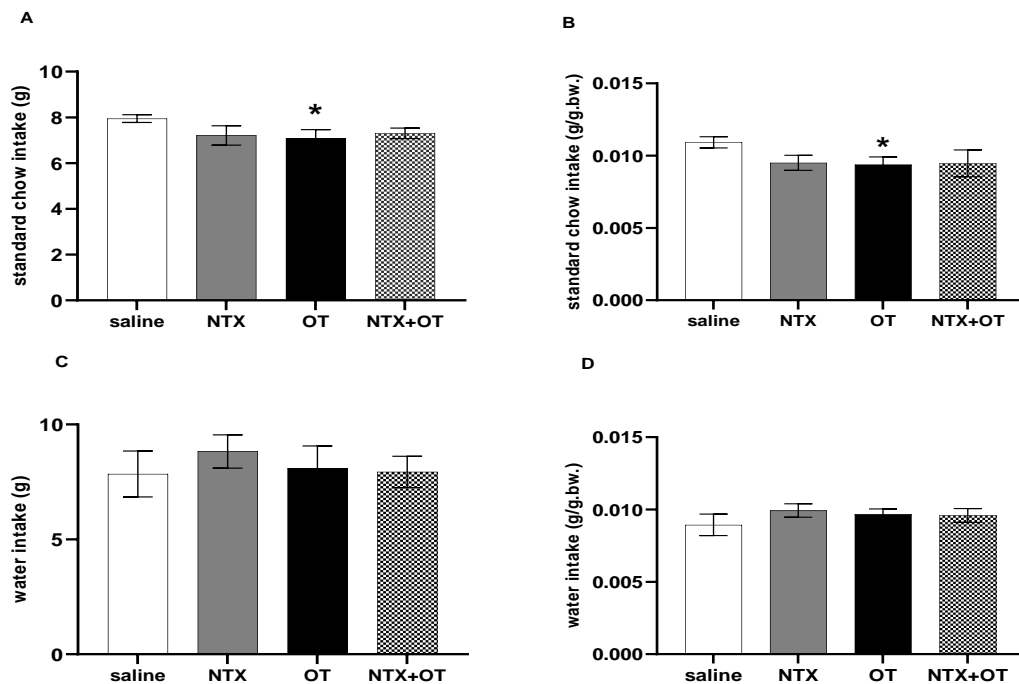 A
standard chow intake (g)
10
8
6
4
2
0
*
saline NTX OT NTX+OT
B
standard chow intake (g/g.bw.)
0.015
0.010
0.005
0.000
*
saline NTX OT NTX+OT
C
water intake (g)
10
5
0
saline NTX OT NTX+OT
D
water intake (g/g.bw.)
0.015
0.010
0.005
0.000
saline NTX OT NTX+OT